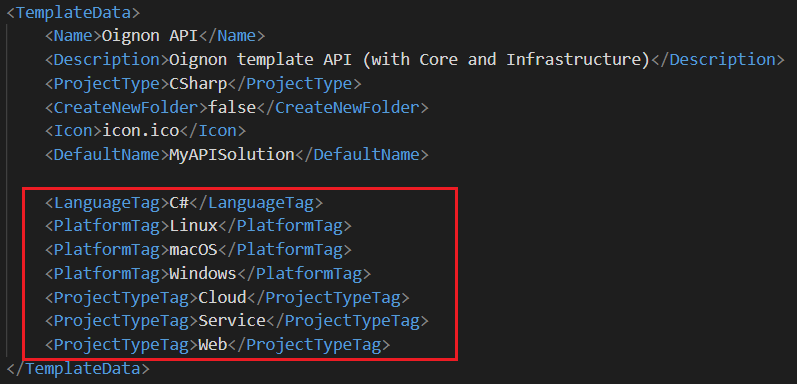 <TemplateData>
<Name>Oignon API</Name>
<Description>Oignon template API (with Core and Infrastructure)</Description>
<ProjectType>CSharp</ProjectType>
<CreateNewFolder>false</CreateNewFolder>
<Icon>icon.ico</Icon>
<DefaultName>MyAPISolution</DefaultName>
<LanguageTag>C#</LanguageTag>
<PlatformTag>Linux</PlatformTag>
<PlatformTag>macOS</PlatformTag>
<PlatformTag>Windows</PlatformTag>
<ProjectTypeTag>Cloud</ProjectTypeTag>
<ProjectTypeTag>Service</ProjectTypeTag>
<ProjectTypeTag>Web</ProjectTypeTag>
</TemplateData>